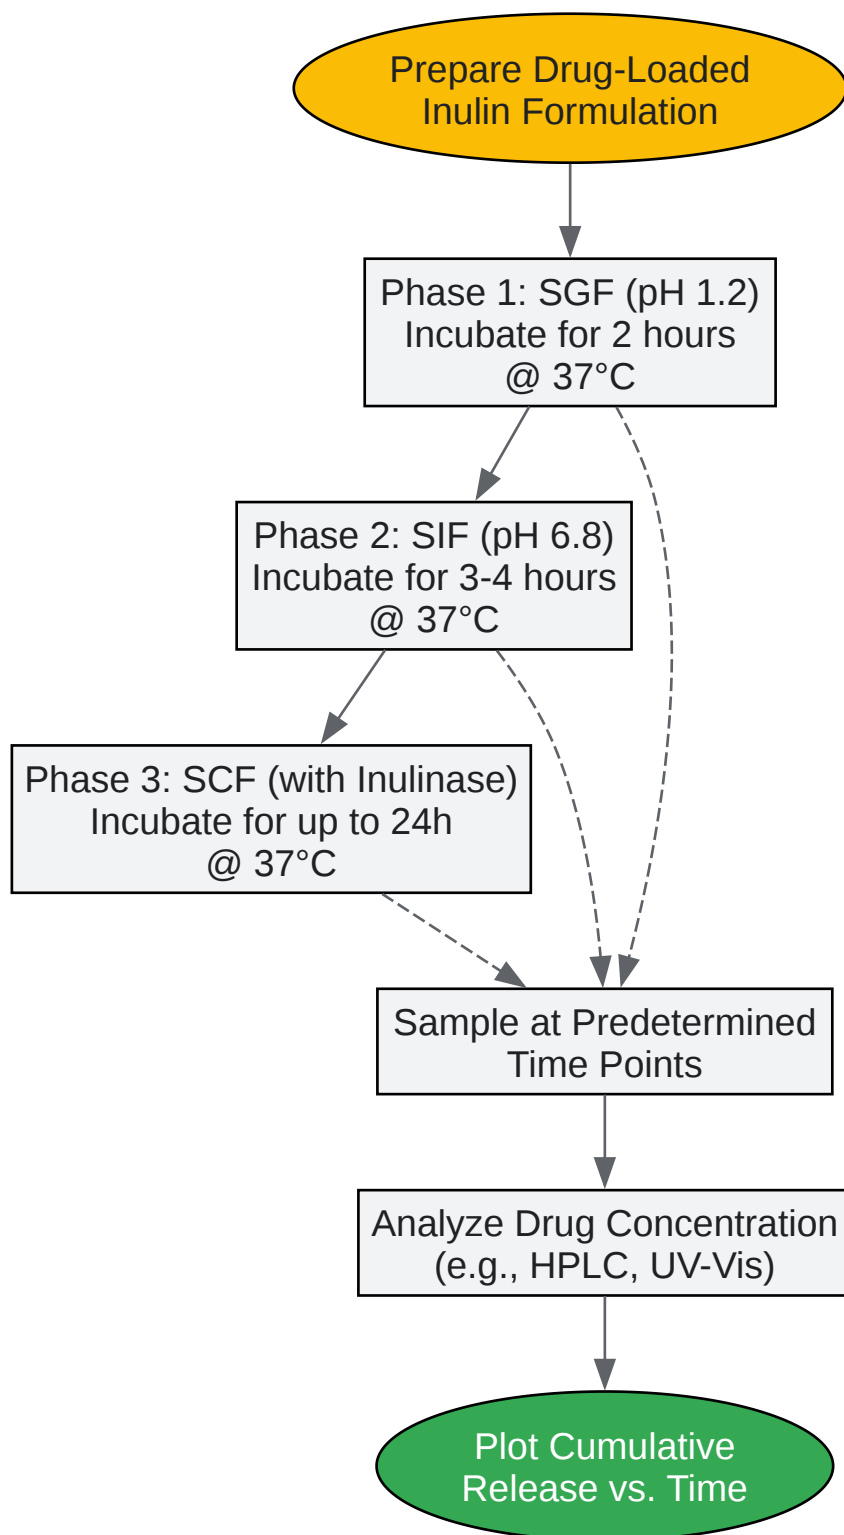 Prepare Drug-Loaded
Inulin Formulation
Phase 1: SGF (pH 1.2)
Incubate for 2 hours
@ 37°C
Phase 2: SIF (pH 6.8)
Incubate for 3-4 hours
@ 37°C
Phase 3: SCF (with Inulinase)
Incubate for up to 24h
@ 37°C
Sample at Predetermined
Time Points
Analyze Drug Concentration
(e.g., HPLC, UV-Vis)
Plot Cumulative
Release vs. Time